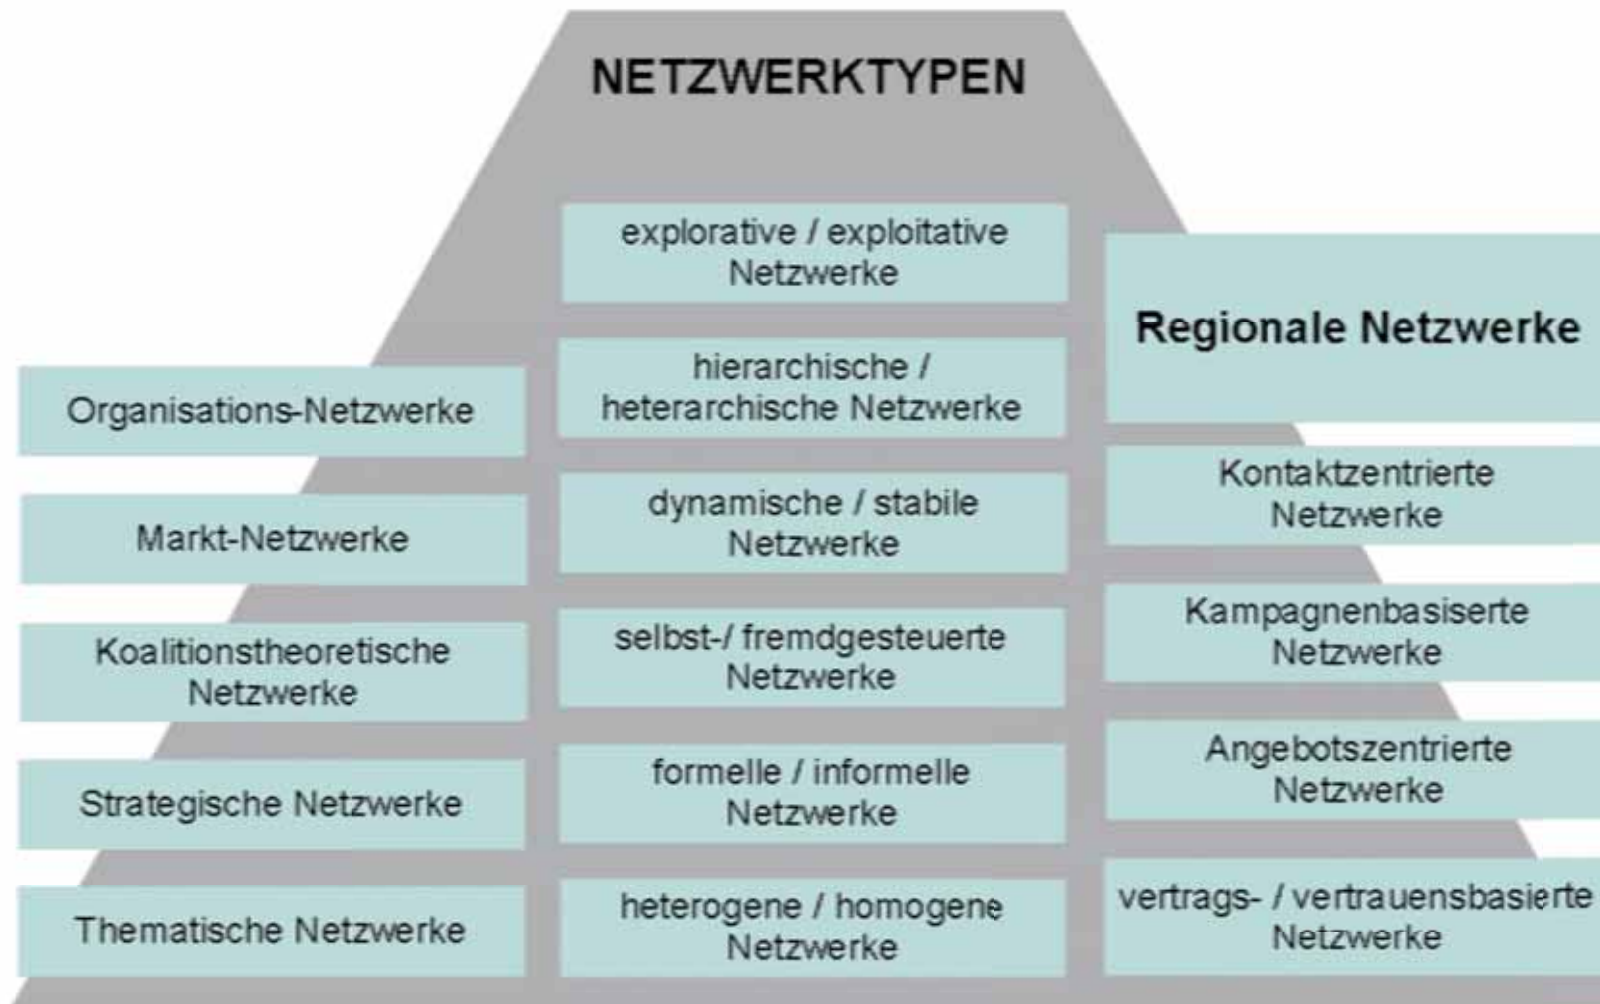 NETZWERKTYPEN
Organisations-Netzwerke
Markt-Netzwerke
Koalitionstheoretische
Netzwerke
Strategische Netzwerke
Thematische Netzwerke
explorative / exploitative
Netzwerke
hierarchische /
heterarchische Netzwerke
dynamische / stabile
Netzwerke
selbst-/ fremdgesteuerte
Netzwerke
formelle / informelle
Netzwerke
heterogene / homogene
Netzwerke
Regionale Netzwerke
Kontaktzentrierte
Netzwerke
Kampagnenbasiserte
Netzwerke
Angebotszentrierte
Netzwerke
vertrags- / vertrauensbasierte
Netzwerke